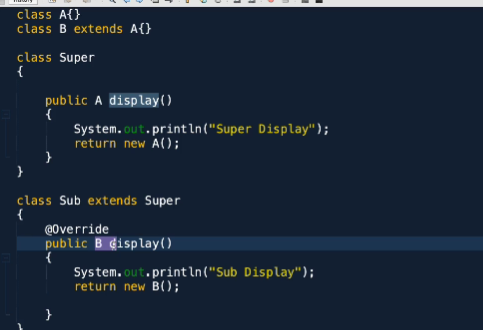 class A{}
class B extends A{}
class Super
{
public A display()
{
System.out.println("Super Display");
return new A();
}
}
class Sub extends Super
{
@Override
public B display()
{
System.out.println("Sub Display");
return new B();
}
}